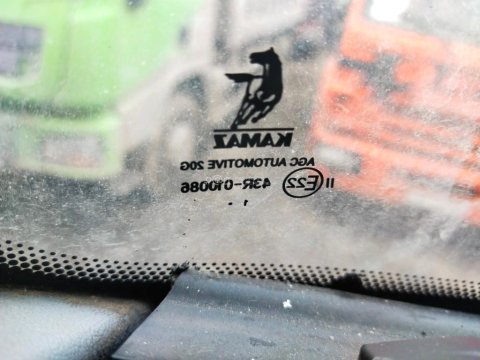 KAMAZ
AGC AUTOMOTIVE 20G
II E22 43R-010086